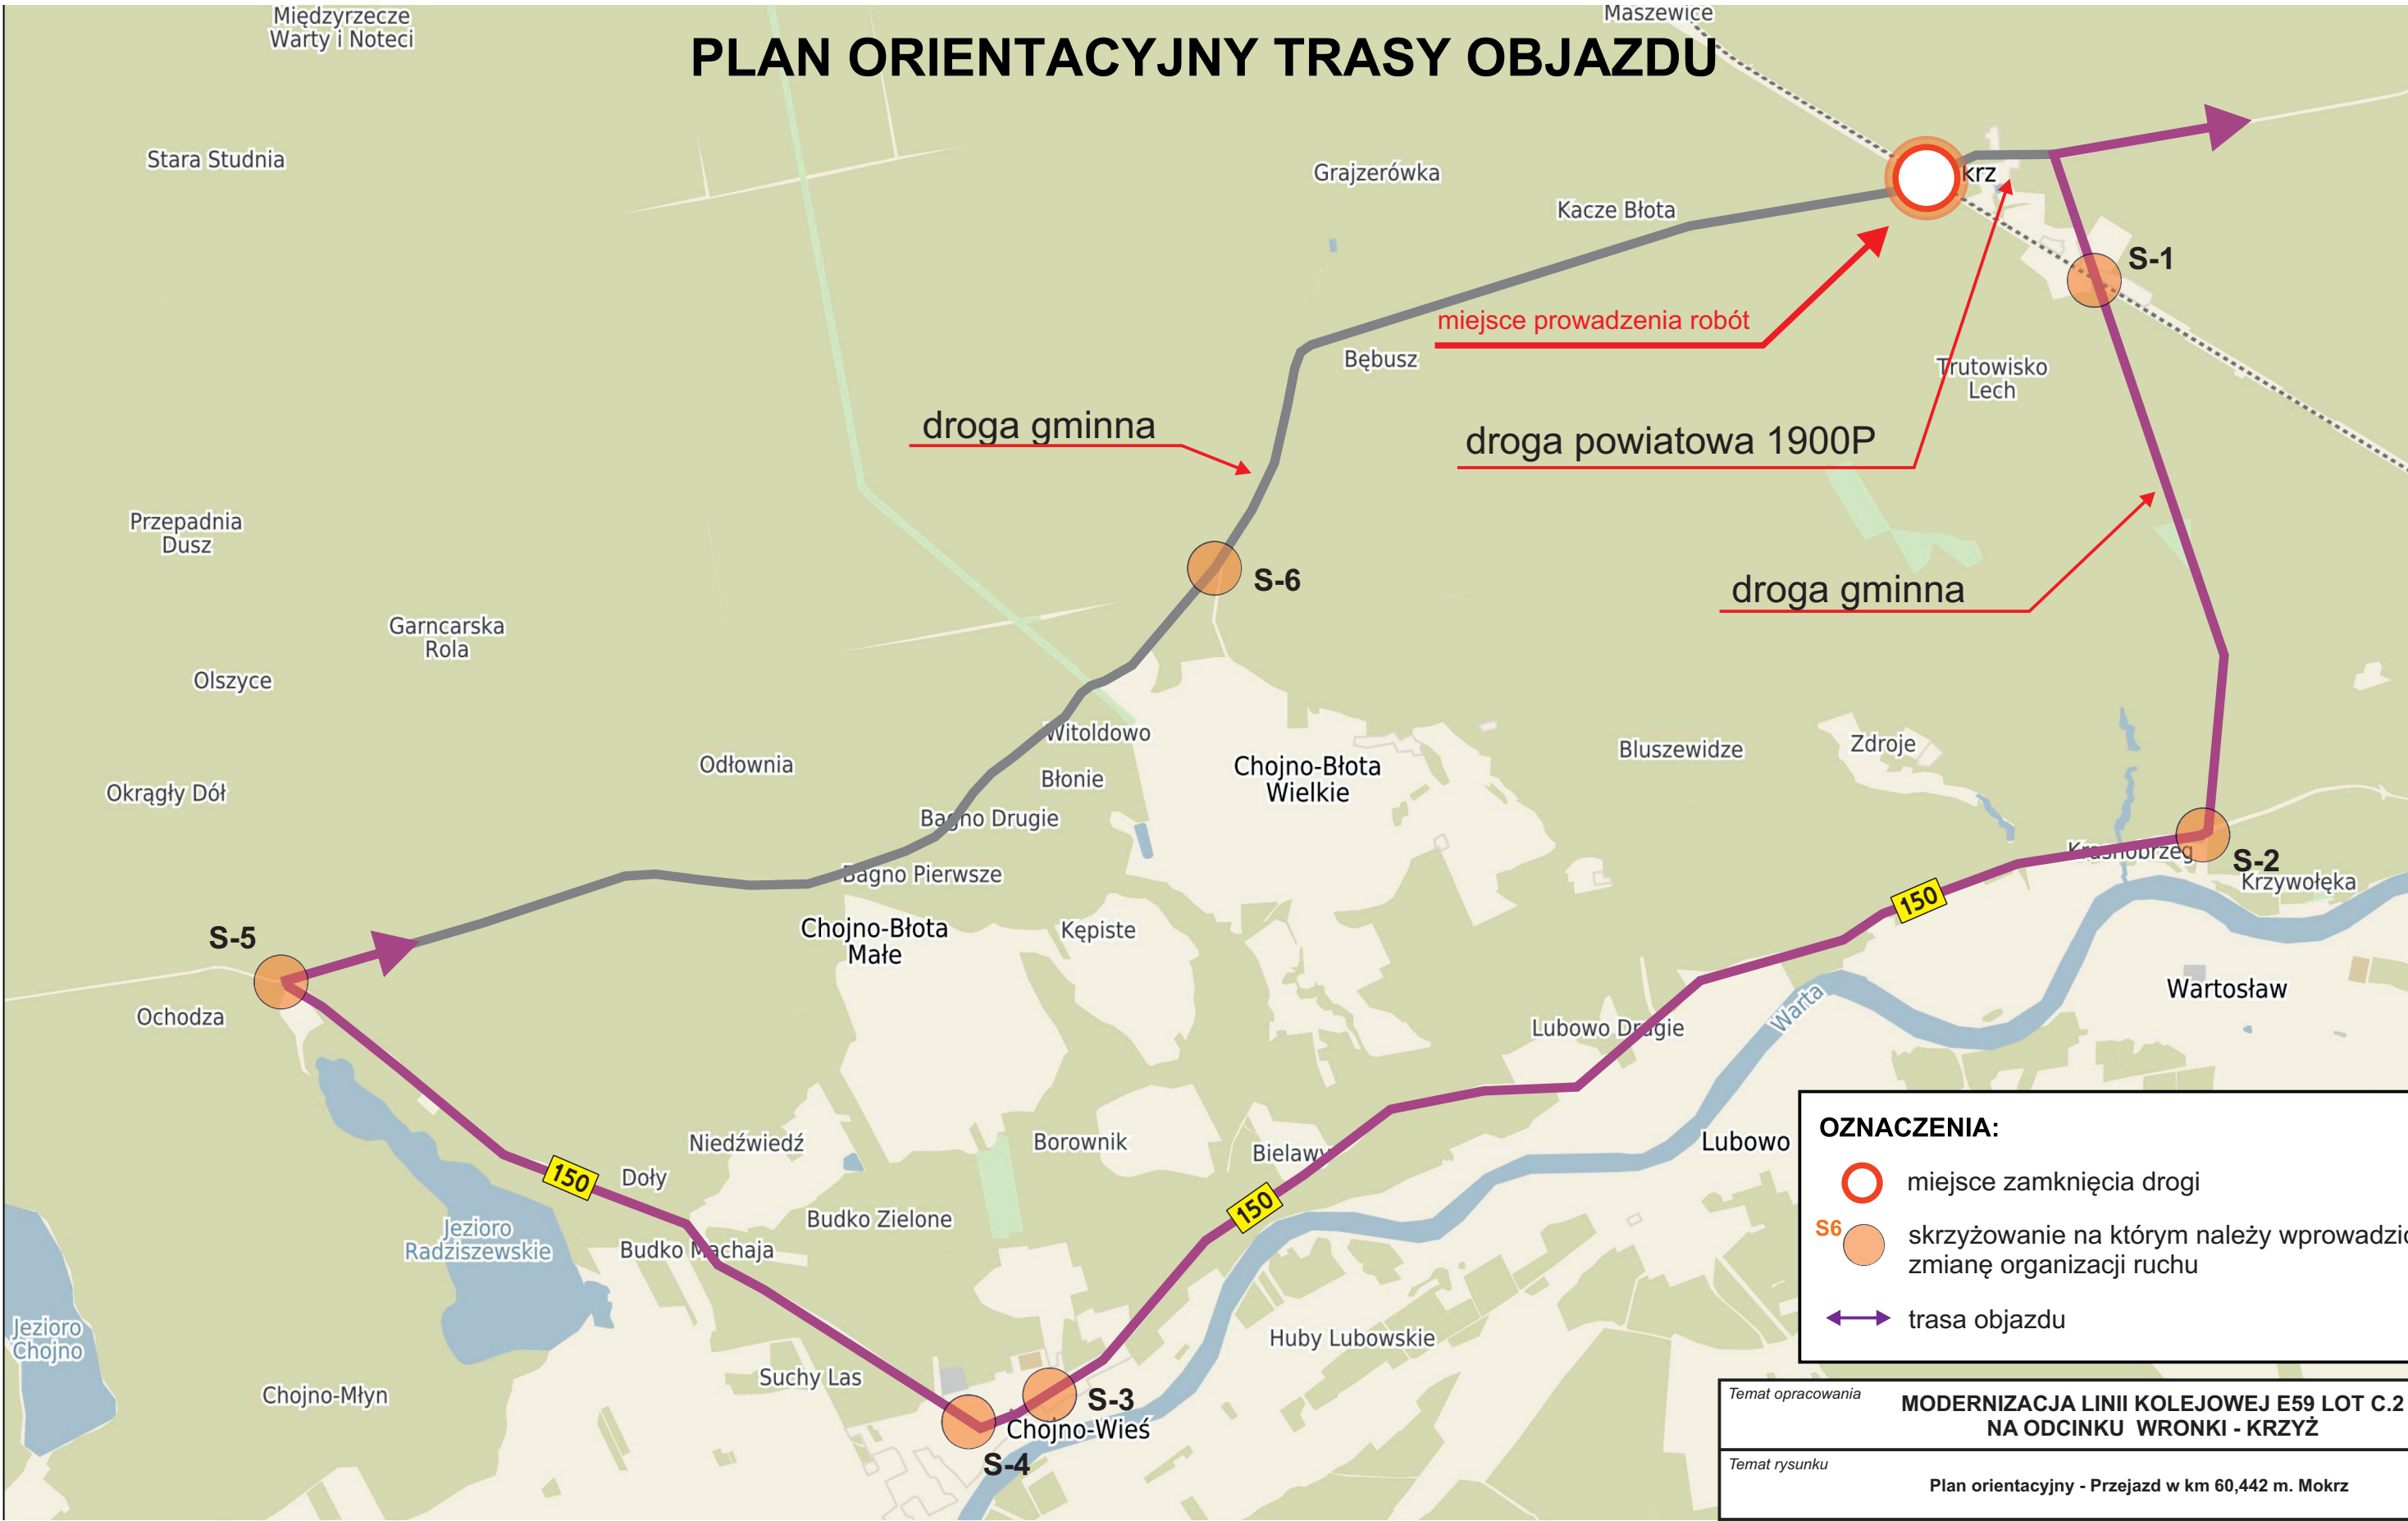 Międzyrzecze
Warty i Noteci
Maszewice
PLAN ORIENTACYJNY TRASY OBJAZDU
Stara Studnia
Grajzerówka
krz
Kacze Błota
S-1
miejsce prowadzenia robót
Bębusz
Trutowisko
Lech
droga gminna
droga powiatowa 1900P
Przepadnia
Dusz
S-6
droga gminna
Garncarska
Rola
Olszyce
Witoldowo
Odłownia
Błonie
Chojno-Błota
Wielkie
Bluszewidze
Zdroje
Okrągły Dół
Bagno Drugie
Krasnobrzeg
S-2
Bagno Pierwsze
Krzywołęka
150
S-5
Chojno-Błota
Małe
Kępiste
Wartosław
Ochodza
Lubowo Drugie
Warta
Niedźwiedź
Borownik
Bielawy
Lubowo
150
Doły
150
Budko Zielone
Jezioro
Radziszewskie
Budko Machaja
Jezioro
Chojno
Huby Lubowskie
Suchy Las
Chojno-Młyn
S-3
Chojno-Wieś
S-4
OZNACZENIA:
miejsce zamknięcia drogi
S6
skrzyżowanie na którym należy wprowadzić
zmianę organizacji ruchu
trasa objazdu
Temat opracowania
MODERNIZACJA LINII KOLEJOWEJ E59 LOT C.2
NA ODCINKU WRONKI - KRZYŻ
Temat rysunku
Plan orientacyjny - Przejazd w km 60,442 m. Mokrz